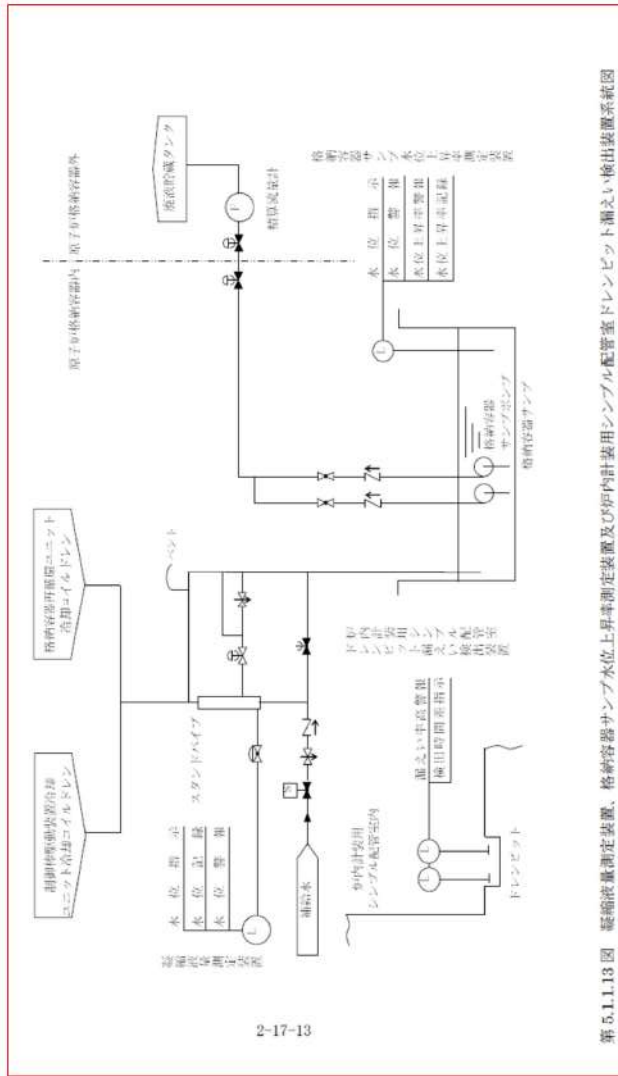 制御棒駆動装置冷却
ユニット冷却コイルドレン
格納容器再循環ユニット
冷却コイルドレン
原子炉格納容器内
原子炉格納容器外
廃液貯蔵タンク
F
積算流量計
ベント
スタンドパイプ
水位指示
水位記録
水位警報
L
凝縮液量測定装置
補給水
S
格納容器サンプ水位上昇率測定装置
水位指示
水位警報
水位上昇率警報
水位上昇率記録
L
格納容器
サンプポンプ
格納容器サンプ
炉内計装用シンブル配管室
ドレンピット漏えい検出装置
漏えい率高警報
検出時間差指示
L
L
炉内計装用
シンブル配管室内
ドレンピット
2-17-13
第5.1.1.13図 凝縮液量測定装置、格納容器サンプ水位上昇率測定装置及び炉内計装用シンブル配管室ドレンピット漏えい検出装置系統図